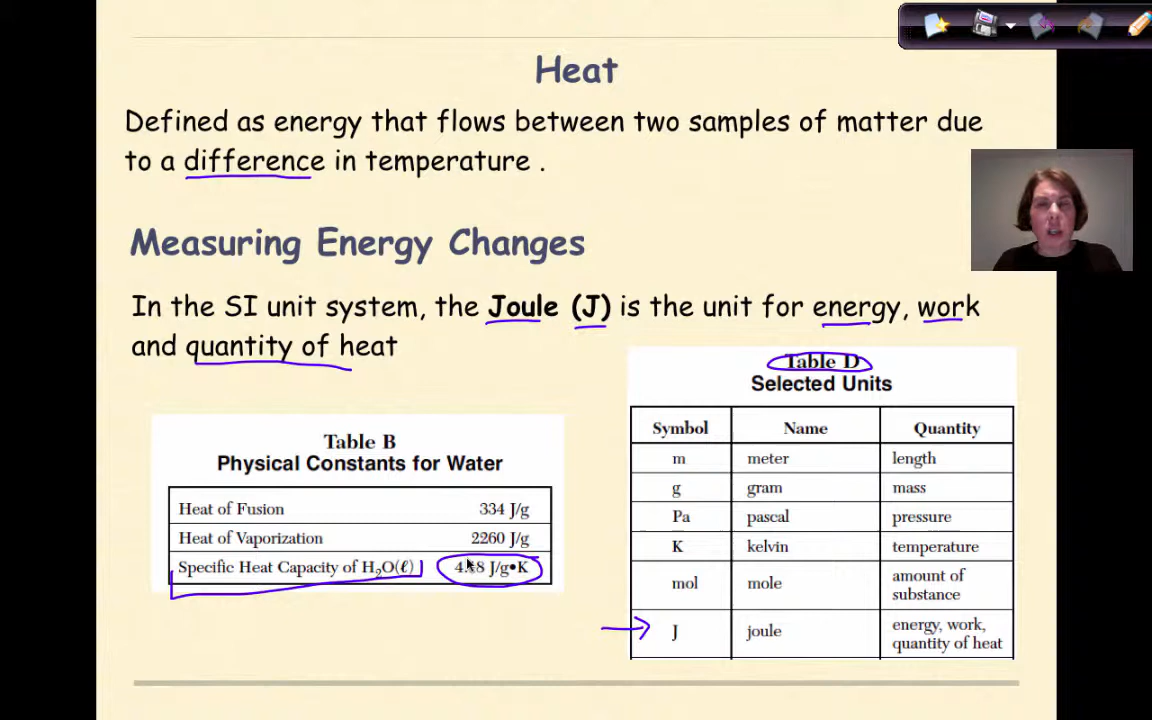 Heat
Defined as energy that flows between two samples of matter due
to a difference in temperature .
Measuring Energy Changes
In the SI unit system, the Joule (J) is the unit for energy, work
and quantity of heat
Table B
Physical Constants for Water
Heat of Fusion 334 J/g
Heat of Vaporization 2260 J/g
Specific Heat Capacity of H₂O(ℓ) 4.18 J/g•K
Table D
Selected Units
Symbol Name Quantity
m meter length
g gram mass
Pa pascal pressure
K kelvin temperature
mol mole amount of
substance
J joule energy, work,
quantity of heat